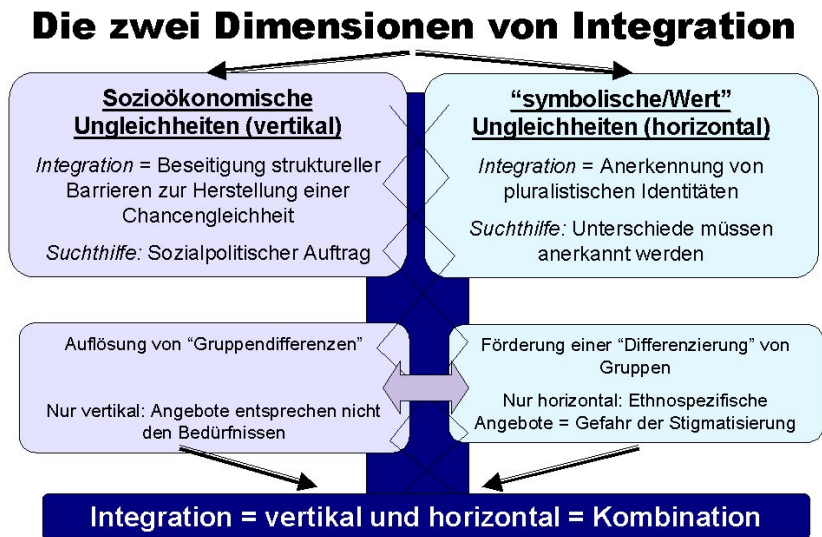 Die zwei Dimensionen von Integration
Sozioökonomische
Ungleichheiten (vertikal)
Integration = Beseitigung struktureller
Barrieren zur Herstellung einer
Chancengleichheit
Suchthilfe: Sozialpolitischer Auftrag
“symbolische/Wert”
Ungleichheiten (horizontal)
Integration = Anerkennung von
pluralistischen Identitäten
Suchthilfe: Unterschiede müssen
anerkannt werden
Auflösung von “Gruppendifferenzen”
Nur vertikal: Angebote entsprechen nicht
den Bedürfnissen
Förderung einer “Differenzierung” von
Gruppen
Nur horizontal: Ethnospezifische
Angebote = Gefahr der Stigmatisierung
Integration = vertikal und horizontal = Kombination